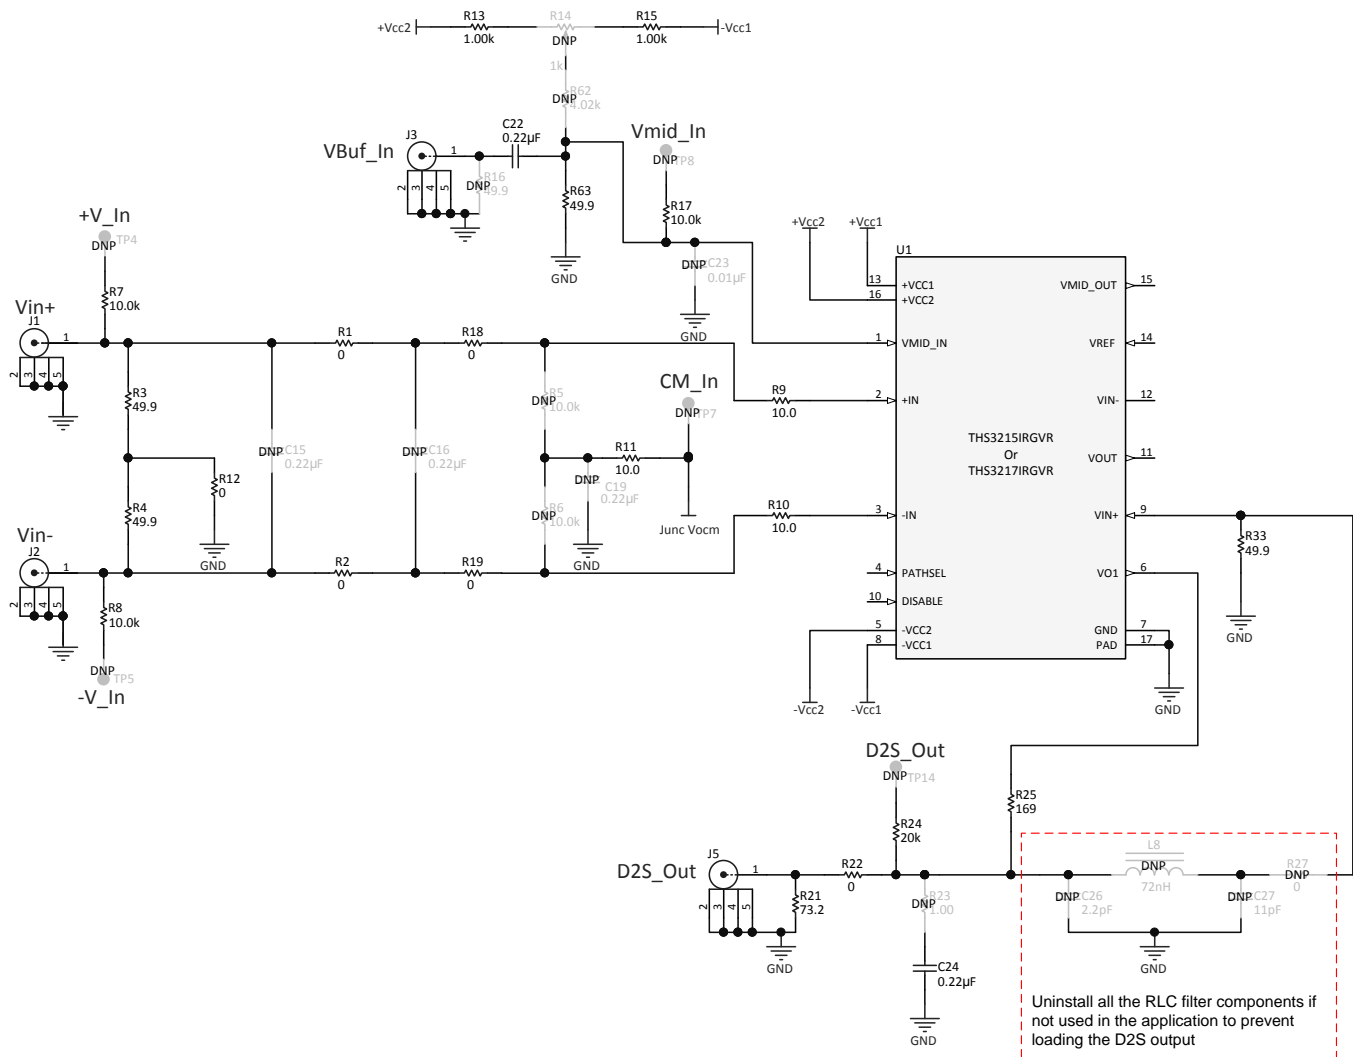 R13
R14
R15
+Vcc2
-Vcc1
1.00k
DNP
1.00k
1k
R62
DNP
4.02k
C22
0.22µF
J3
VBuf_In
1
2 3 4 5
R16
DNP
49.9
R63
49.9
GND
Vmid_In
DNP TP8
R17
10.0k
C23
DNP
0.01µF
GND
+V_In
DNP TP4
R7
10.0k
Vin+
J1
1
2 3 4 5
R3
49.9
R12
0
GND
R4
49.9
Vin-
J2
1
2 3 4 5
R8
10.0k
DNP TP5
-V_In
R1
0
R18
0
C15
DNP
0.22µF
C16
DNP
0.22µF
R2
0
R19
0
R5
DNP
10.0k
R6
DNP
10.0k
C19
DNP
0.22µF
GND
R11
10.0
CM_In
DNP TP7
Junc Vocm
R9
10.0
R10
10.0
+Vcc2
+Vcc1
U1
13 +VCC1
16 +VCC2
1 VMID_IN
2 +IN
3 -IN
4 PATHSEL
10 DISABLE
5 -VCC2
8 -VCC1
THS3215IRGVR
Or
THS3217IRGVR
VMID_OUT 15
VREF 14
VIN- 12
VOUT 11
VIN+ 9
VO1 6
GND 7
PAD 17
-Vcc2
-Vcc1
GND
R33
49.9
GND
D2S_Out
DNP TP14
R24
20k
R25
169
D2S_Out
J5
1
2 3 4 5
R22
0
R21
73.2
GND
R23
DNP
1.00
C24
0.22µF
GND
L8
DNP
72nH
R27
DNP
0
C26
DNP
2.2pF
C27
DNP
11pF
GND
Uninstall all the RLC filter components if
not used in the application to prevent
loading the D2S output